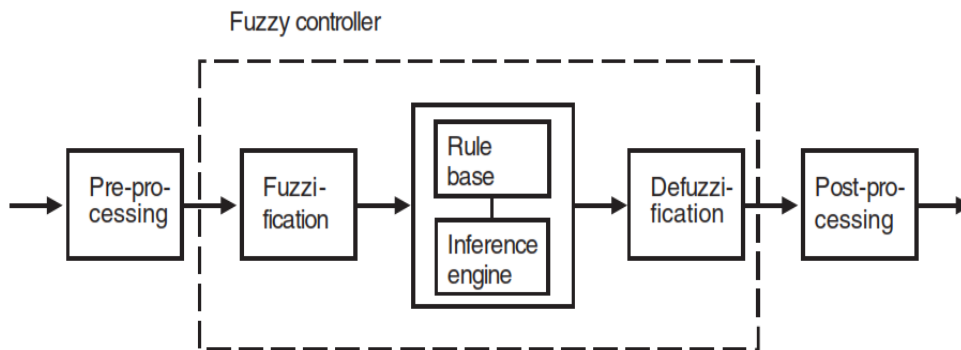 Fuzzy controller
Pre-pro-
cessing
Fuzzi-
fication
Rule
base
Inference
engine
Defuzzi-
fication
Post-pro-
cessing